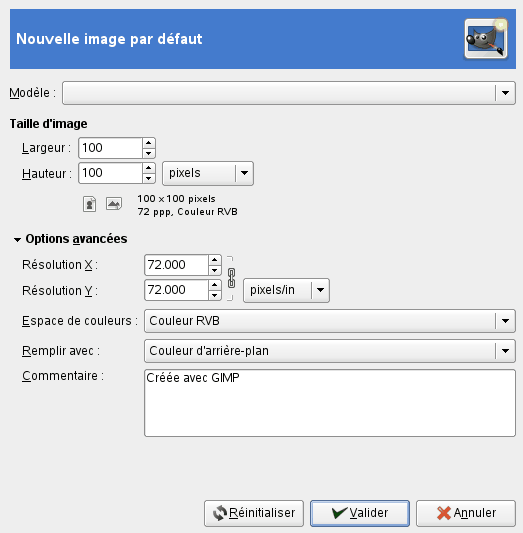 Nouvelle image par défaut
Modèle :
Taille d'image
Largeur : 100
Hauteur : 100 pixels
100 x 100 pixels
72 ppp, Couleur RVB
Options avancées
Résolution X : 72.000
Résolution Y : 72.000 pixels/in
Espace de couleurs : Couleur RVB
Remplir avec : Couleur d'arrière-plan
Commentaire : Créée avec GIMP
Réinitialiser Valider Annuler